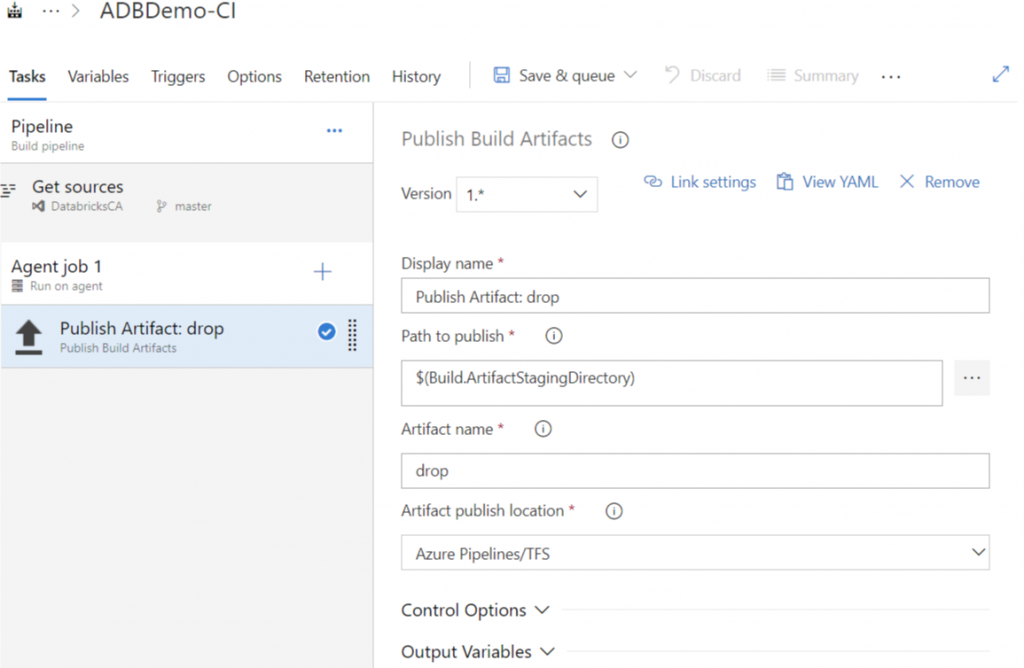 ··· > ADBDemo-CI
Tasks Variables Triggers Options Retention History Save & queue Discard Summary ...
Pipeline ...
Build pipeline
Get sources
DatabricksCA master
Agent job 1
Run on agent
Publish Artifact: drop
Publish Build Artifacts
Publish Build Artifacts
Version 1.*
Link settings View YAML Remove
Display name *
Publish Artifact: drop
Path to publish *
$(Build.ArtifactStagingDirectory)
...
Artifact name *
drop
Artifact publish location *
Azure Pipelines/TFS
Control Options
Output Variables